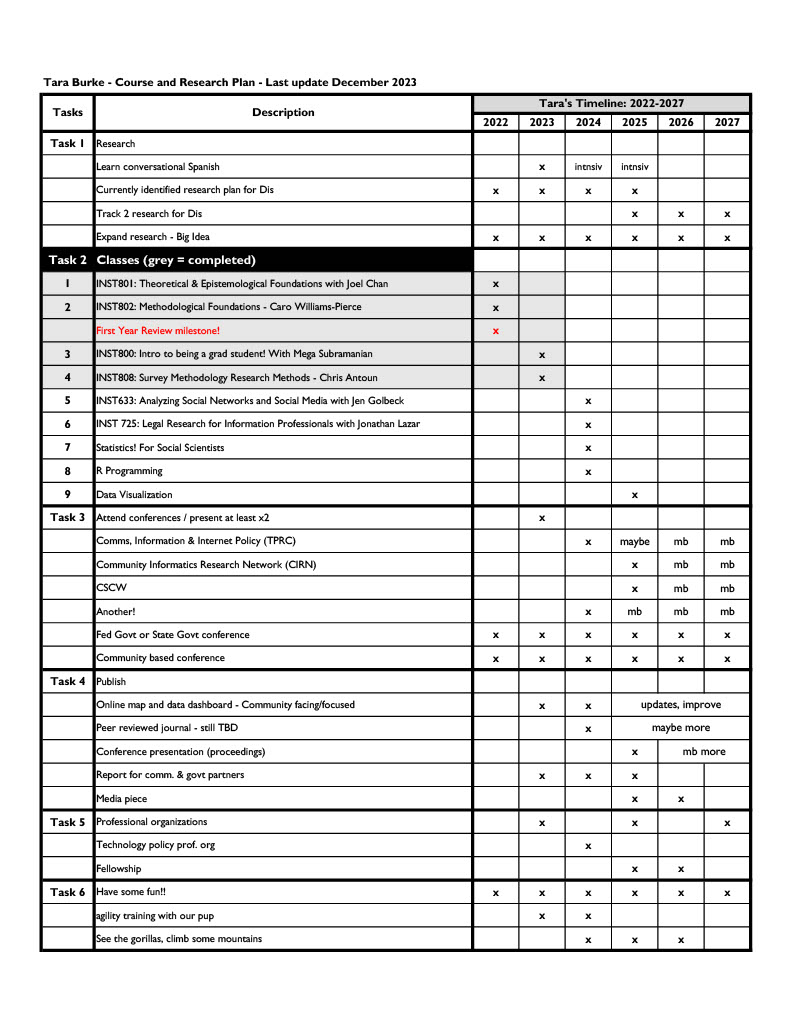 Tara Burke - Course and Research Plan - Last update December 2023
Tasks Description Tara's Timeline: 2022-2027
2022 2023 2024 2025 2026 2027
Task 1 Research
Learn conversational Spanish x intnsiv intnsiv
Currently identified research plan for Dis x x x x
Track 2 research for Dis x x x
Expand research - Big Idea x x x x x x
Task 2 Classes (grey = completed)
1 INST801: Theoretical & Epistemological Foundations with Joel Chan x
2 INST802: Methodological Foundations - Caro Williams-Pierce x
First Year Review milestone! x
3 INST800: Intro to being a grad student! With Mega Subramanian x
4 INST808: Survey Methodology Research Methods - Chris Antoun x
5 INST633: Analyzing Social Networks and Social Media with Jen Golbeck x
6 INST 725: Legal Research for Information Professionals with Jonathan Lazar x
7 Statistics! For Social Scientists x
8 R Programming x
9 Data Visualization x
Task 3 Attend conferences / present at least x2 x
Comms, Information & Internet Policy (TPRC) x maybe mb mb
Community Informatics Research Network (CIRN) x mb mb
CSCW x mb mb
Another! x mb mb mb
Fed Govt or State Govt conference x x x x x x
Community based conference x x x x x x
Task 4 Publish
Online map and data dashboard - Community facing/focused x x updates, improve
Peer reviewed journal - still TBD x maybe more
Conference presentation (proceedings) x mb more
Report for comm. & govt partners x x x
Media piece x x
Task 5 Professional organizations x x x
Technology policy prof. org x
Fellowship x x
Task 6 Have some fun!! x x x x x x
agility training with our pup x x
See the gorillas, climb some mountains x x x